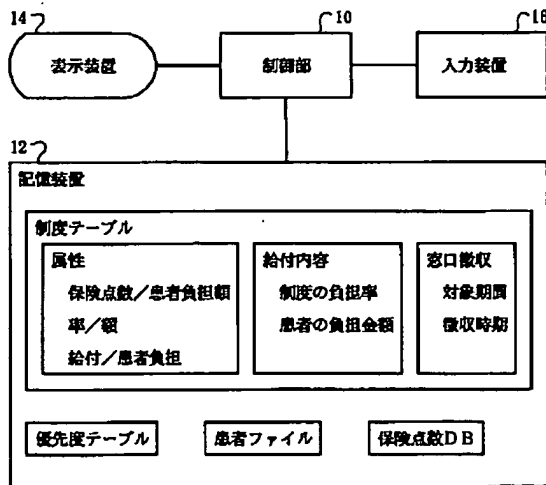 14
10
16
表示装置
制御部
入力装置
12
記憶装置
制度テーブル
属性
保険点数/患者負担額
率/額
給付/患者負担
給付内容
制度の負担率
患者の負担金額
窓口徴収
対象期間
徴収時期
優先度テーブル
患者ファイル
保険点数DB